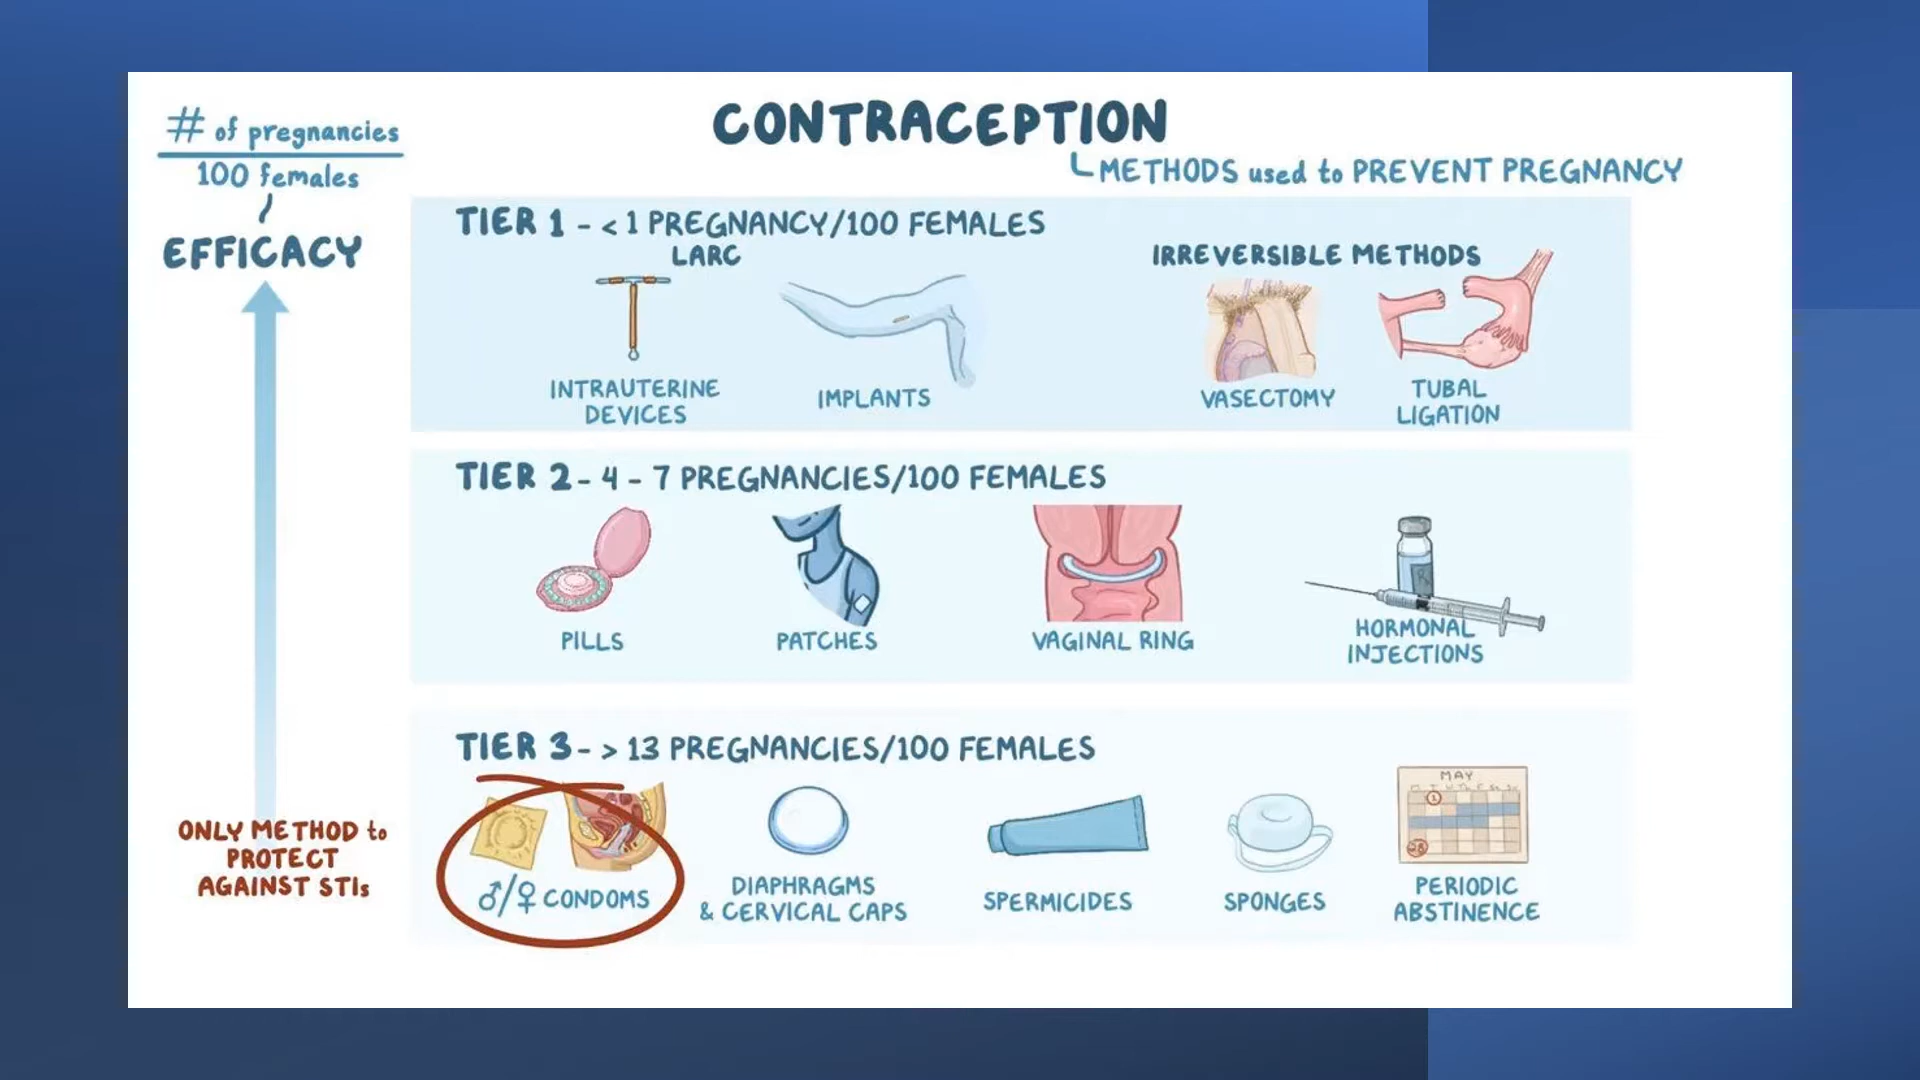 # of pregnancies
100 females
EFFICACY
CONTRACEPTION
METHODS used to PREVENT PREGNANCY
TIER 1 - < 1 PREGNANCY/100 FEMALES
LARC
IRREVERSIBLE METHODS
INTRAUTERINE
DEVICES
IMPLANTS
VASECTOMY
TUBAL
LIGATION
TIER 2 - 4 - 7 PREGNANCIES/100 FEMALES
PILLS
PATCHES
VAGINAL RING
HORMONAL
INJECTIONS
TIER 3 - > 13 PREGNANCIES/100 FEMALES
ONLY METHOD to
PROTECT
AGAINST STIs
♂/♀ CONDOMS
DIAPHRAGMS
& CERVICAL CAPS
SPERMICIDES
SPONGES
MAY
1
28
PERIODIC
ABSTINENCE